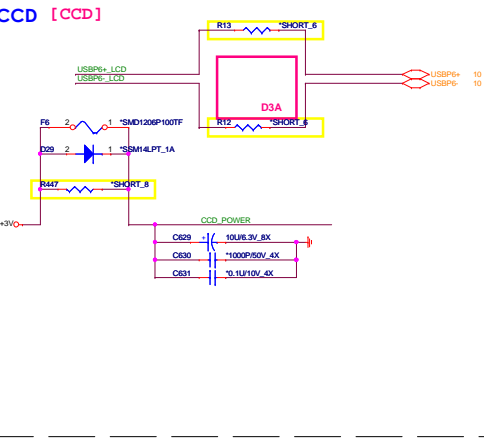 CCD [CCD]
R13 *SHORT_6
USBP6+_LCD
USBP6-_LCD
USBP6+ 10
USBP6- 10
D3A
R12 *SHORT_6
F6 2 1 *SMD1206P100TF
D29 2 1 *SSM14LPT_1A
R447 *SHORT_8
+3V
CCD_POWER
C629 + 10U/6.3V_8X
C630 *1000P/50V_4X
C631 *0.1U/10V_4X